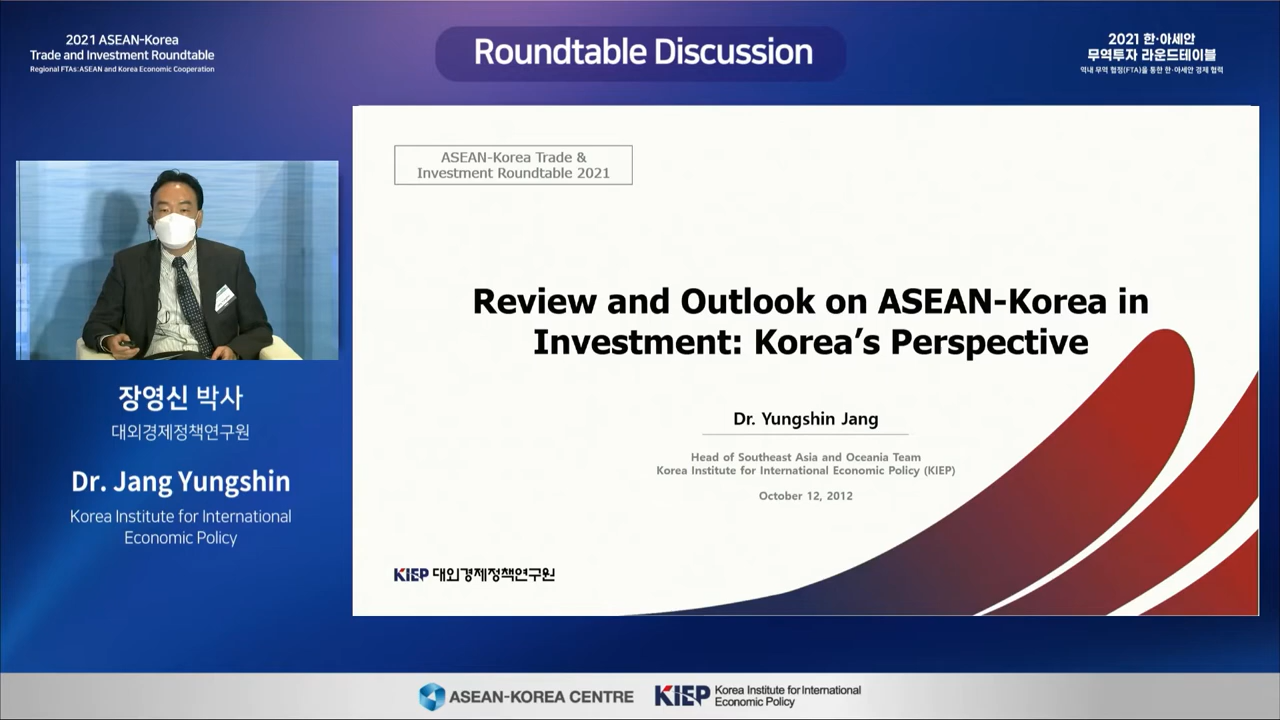 2021 ASEAN-Korea
Trade and Investment Roundtable
Regional FTAs: ASEAN and Korea Economic Cooperation
Roundtable Discussion
2021 한·아세안
무역투자 라운드테이블
역내 무역 협정(FTA)을 통한 한·아세안 경제 협력
ASEAN-Korea Trade &
Investment Roundtable 2021
Review and Outlook on ASEAN-Korea in
Investment: Korea's Perspective
Dr. Yungshin Jang
Head of Southeast Asia and Oceania Team
Korea Institute for International Economic Policy (KIEP)
October 12, 2012
KIEP 대외경제정책연구원
장영신 박사
대외경제정책연구원
Dr. Jang Yungshin
Korea Institute for International
Economic Policy
ASEAN-KOREA CENTRE
KIEP Korea Institute for International
Economic Policy